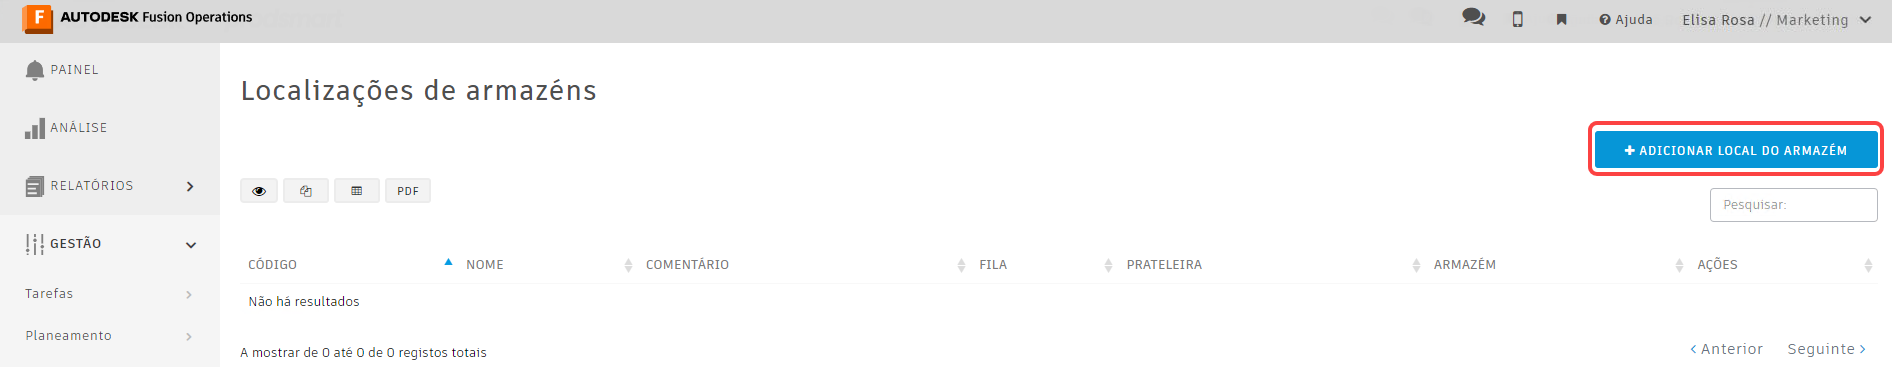 AUTODESK Fusion Operations
Ajuda
Elisa Rosa // Marketing
PAINEL
ANÁLISE
RELATÓRIOS
GESTÃO
Tarefas
Planeamento
Localizações de armazéns
+ ADICIONAR LOCAL DO ARMAZÉM
PDF
Pesquisar:
CÓDIGO NOME COMENTÁRIO FILA PRATELEIRA ARMAZÉM AÇÕES
Não há resultados
A mostrar de 0 até 0 de 0 registos totais
‹ Anterior Seguinte ›